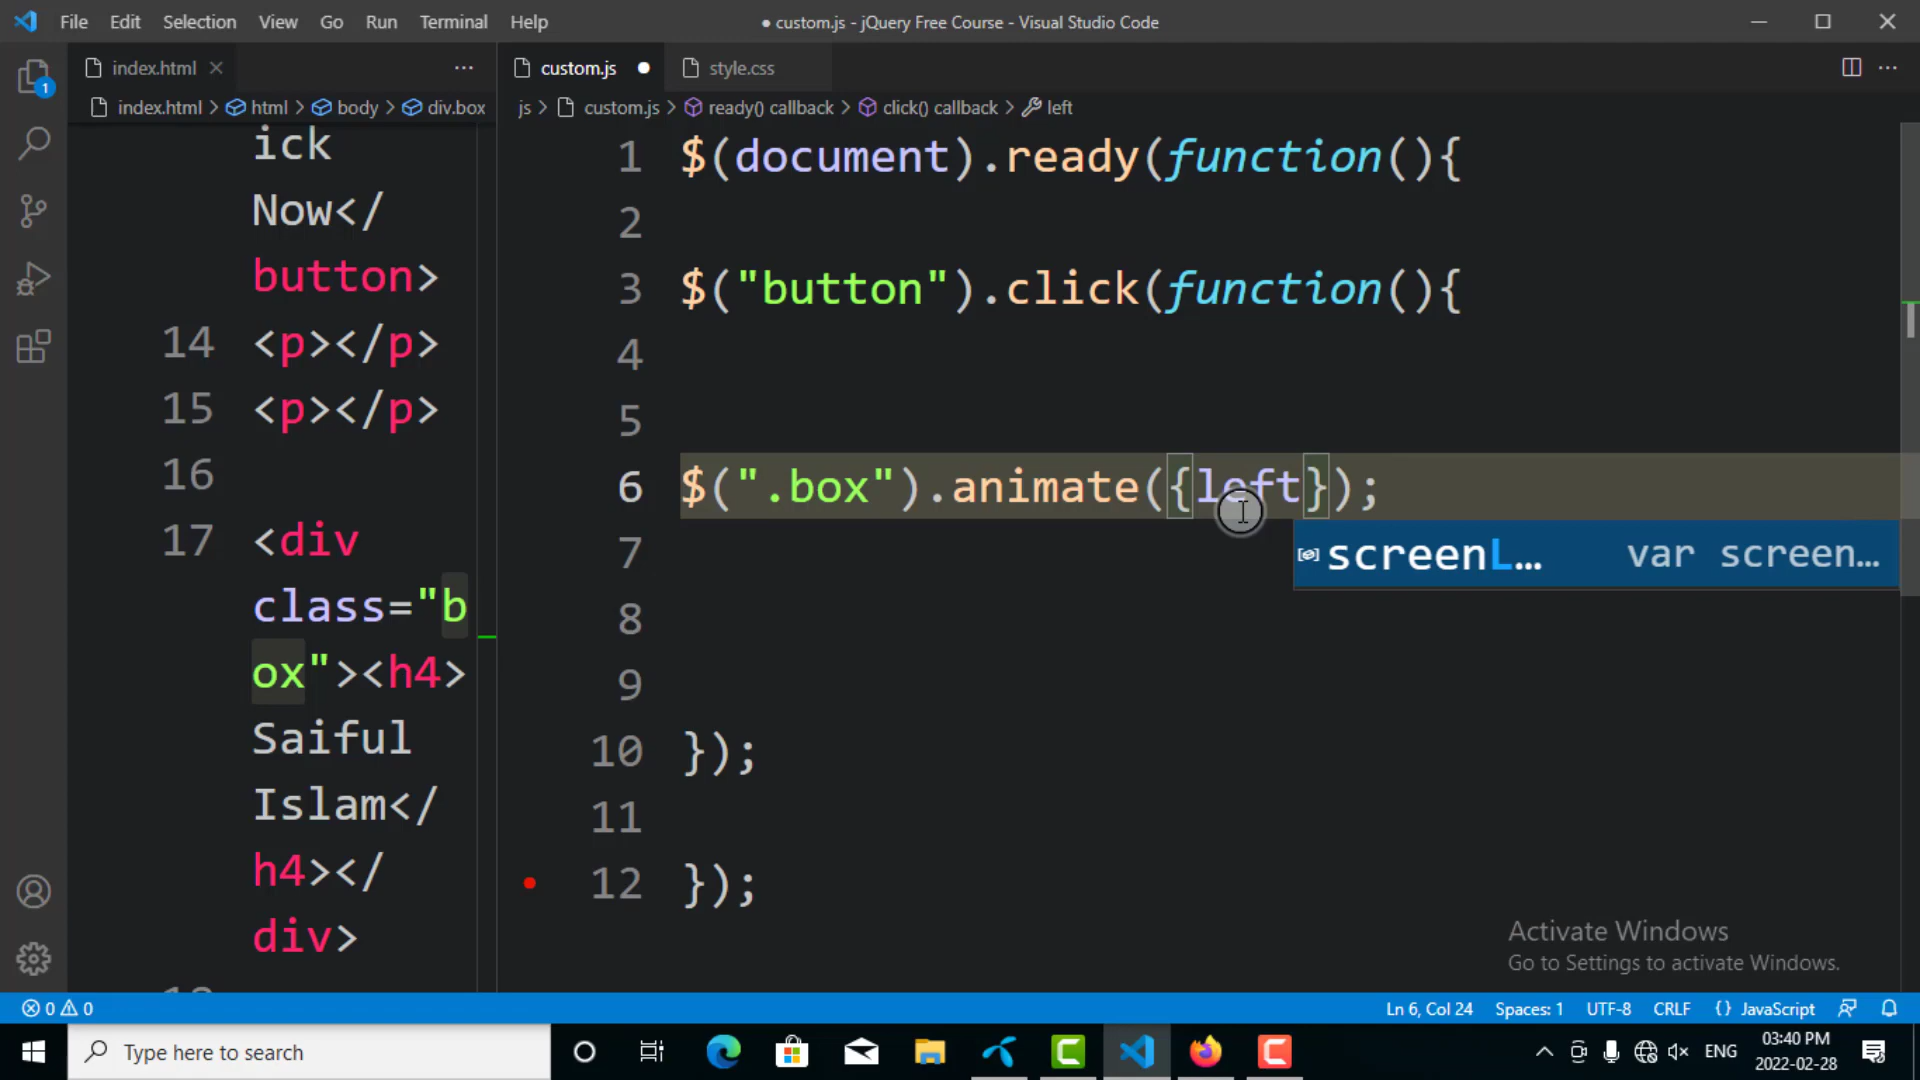 File Edit Selection View Go Run Terminal Help
● custom.js - jQuery Free Course - Visual Studio Code
1
index.html
custom.js
style.css
index.html > html > body > div.box
js > custom.js > ready() callback > click() callback > left
ick
Now</
button>
14 <p></p>
15 <p></p>
16
17 <div
class="b
ox"><h4>
Saiful
Islam</
h4></
div>
1 $(document).ready(function(){
2
3 $("button").click(function(){
4
5
6 $(".box").animate({left});
screenL… var screen…
7
8
9
10 });
11
12 });
Activate Windows
Go to Settings to activate Windows.
0 0
Ln 6, Col 24 Spaces: 1 UTF-8 CRLF {} JavaScript
Type here to search
ENG
03:40 PM
2022-02-28